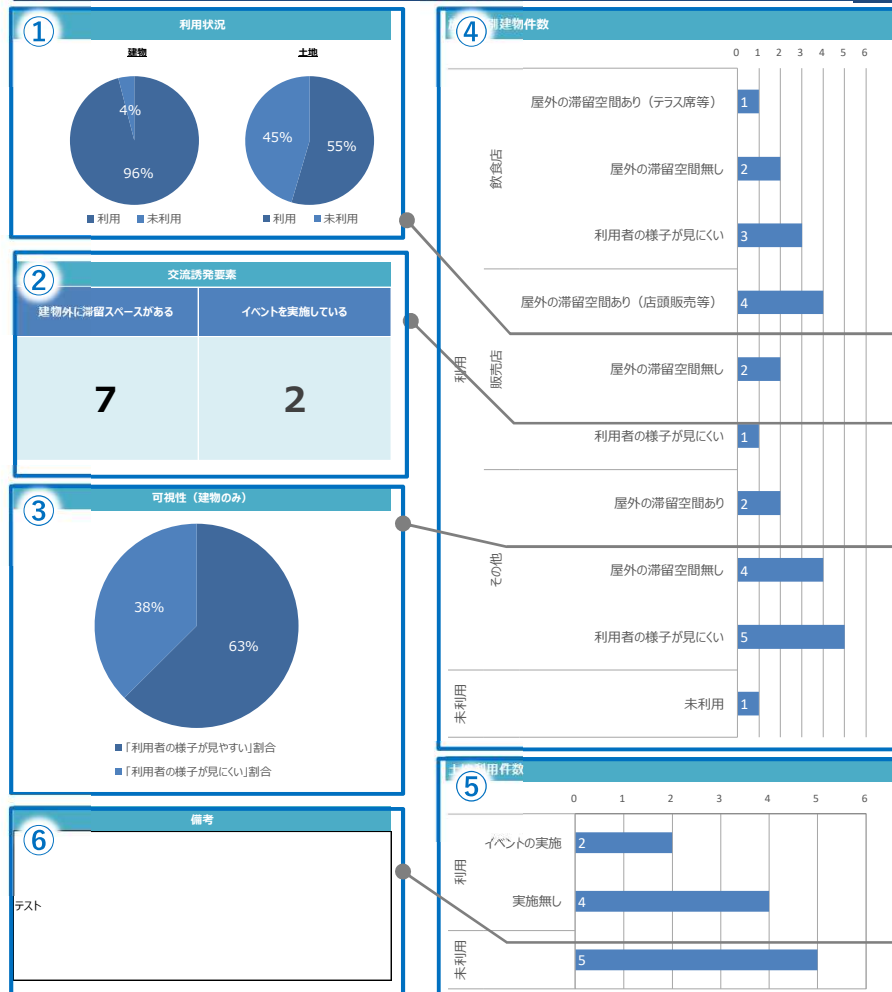 ①
利用状況
建物
土地
4%
96%
45%
55%
■利用 ■未利用
■利用 ■未利用
②
交流誘発要素
建物外に滞留スペースがある
イベントを実施している
7
2
③
可視性（建物のみ）
38%
63%
■「利用者の様子が見やすい」割合
■「利用者の様子が見にくい」割合
⑥
備考
テスト
④
別建物件数
0 1 2 3 4 5 6
利用
飲食店
屋外の滞留空間あり（テラス席等） 1
屋外の滞留空間無し 2
利用者の様子が見にくい 3
販売店
屋外の滞留空間あり（店頭販売等） 4
屋外の滞留空間無し 2
利用者の様子が見にくい 1
その他
屋外の滞留空間あり 2
屋外の滞留空間無し 4
利用者の様子が見にくい 5
未利用
未利用 1
⑤
土地利用件数
0 1 2 3 4 5 6
利用
イベントの実施 2
実施無し 4
未利用
5